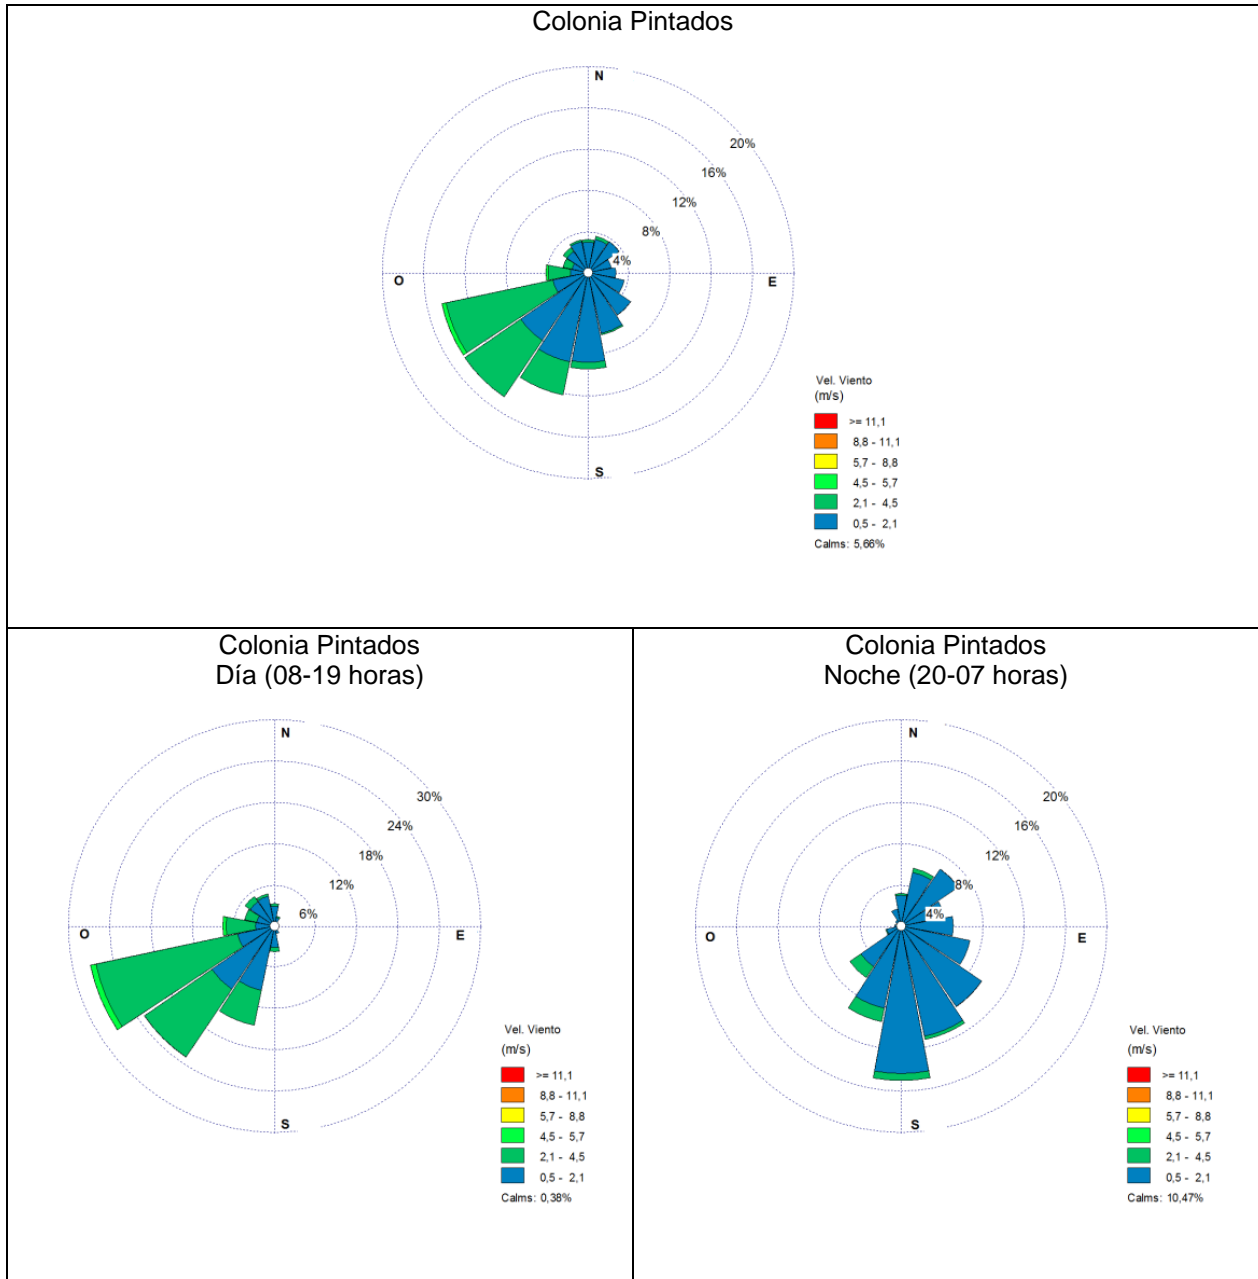 Colonia Pintados
N
20%
16%
12%
8%
4%
O
E
S
Vel. Viento
(m/s)
>= 11,1
8,8 - 11,1
5,7 - 8,8
4,5 - 5,7
2,1 - 4,5
0,5 - 2,1
Calms: 5,66%
Colonia Pintados
Día (08-19 horas)
N
30%
24%
18%
12%
6%
O
E
S
Vel. Viento
(m/s)
>= 11,1
8,8 - 11,1
5,7 - 8,8
4,5 - 5,7
2,1 - 4,5
0,5 - 2,1
Calms: 0,38%
Colonia Pintados
Noche (20-07 horas)
N
20%
16%
12%
8%
4%
O
E
S
Vel. Viento
(m/s)
>= 11,1
8,8 - 11,1
5,7 - 8,8
4,5 - 5,7
2,1 - 4,5
0,5 - 2,1
Calms: 10,47%